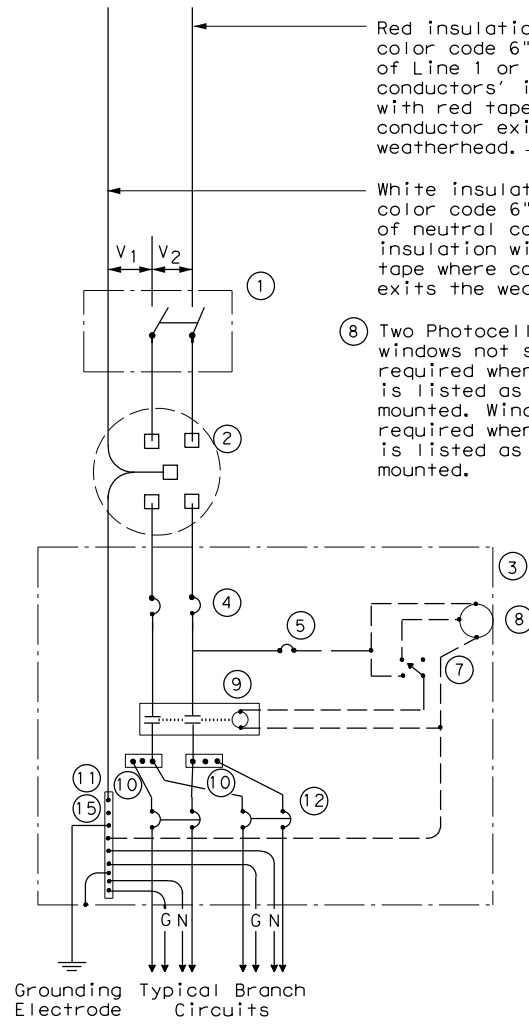 Red insulatio
color code 6"
of Line 1 or
conductors' i
with red tape
conductor exi
weatherhead.
White insulat
color code 6"
of neutral co
insulation wi
tape where co
exits the wea
V1 V2
1
8 Two Photocell
windows not s
required when
is listed as
mounted. Wind
required when
is listed as
mounted.
2
3
4
5
8
7
9
11
10 10
15
12
G N G N
Grounding Typical Branch
Electrode Circuits